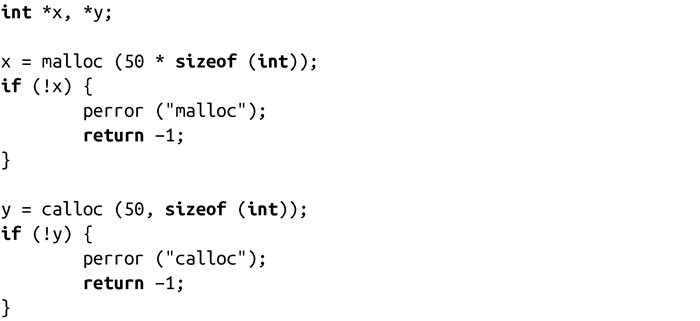 int *x, *y;
x = malloc (50 * sizeof (int));
if (!x) {
perror ("malloc");
return -1;
}
y = calloc (50, sizeof (int));
if (!y) {
perror ("calloc");
return -1;
}